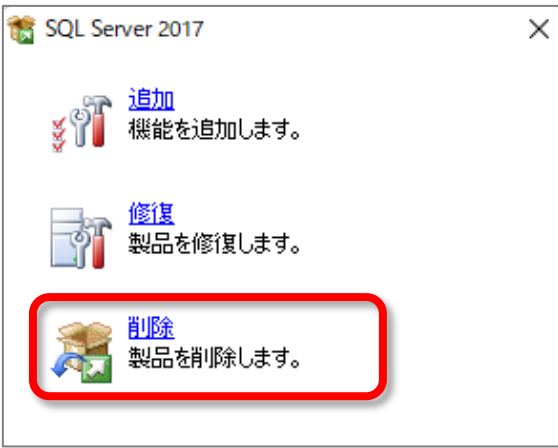 SQL Server 2017
追加
機能を追加します。
修復
製品を修復します。
削除
製品を削除します。